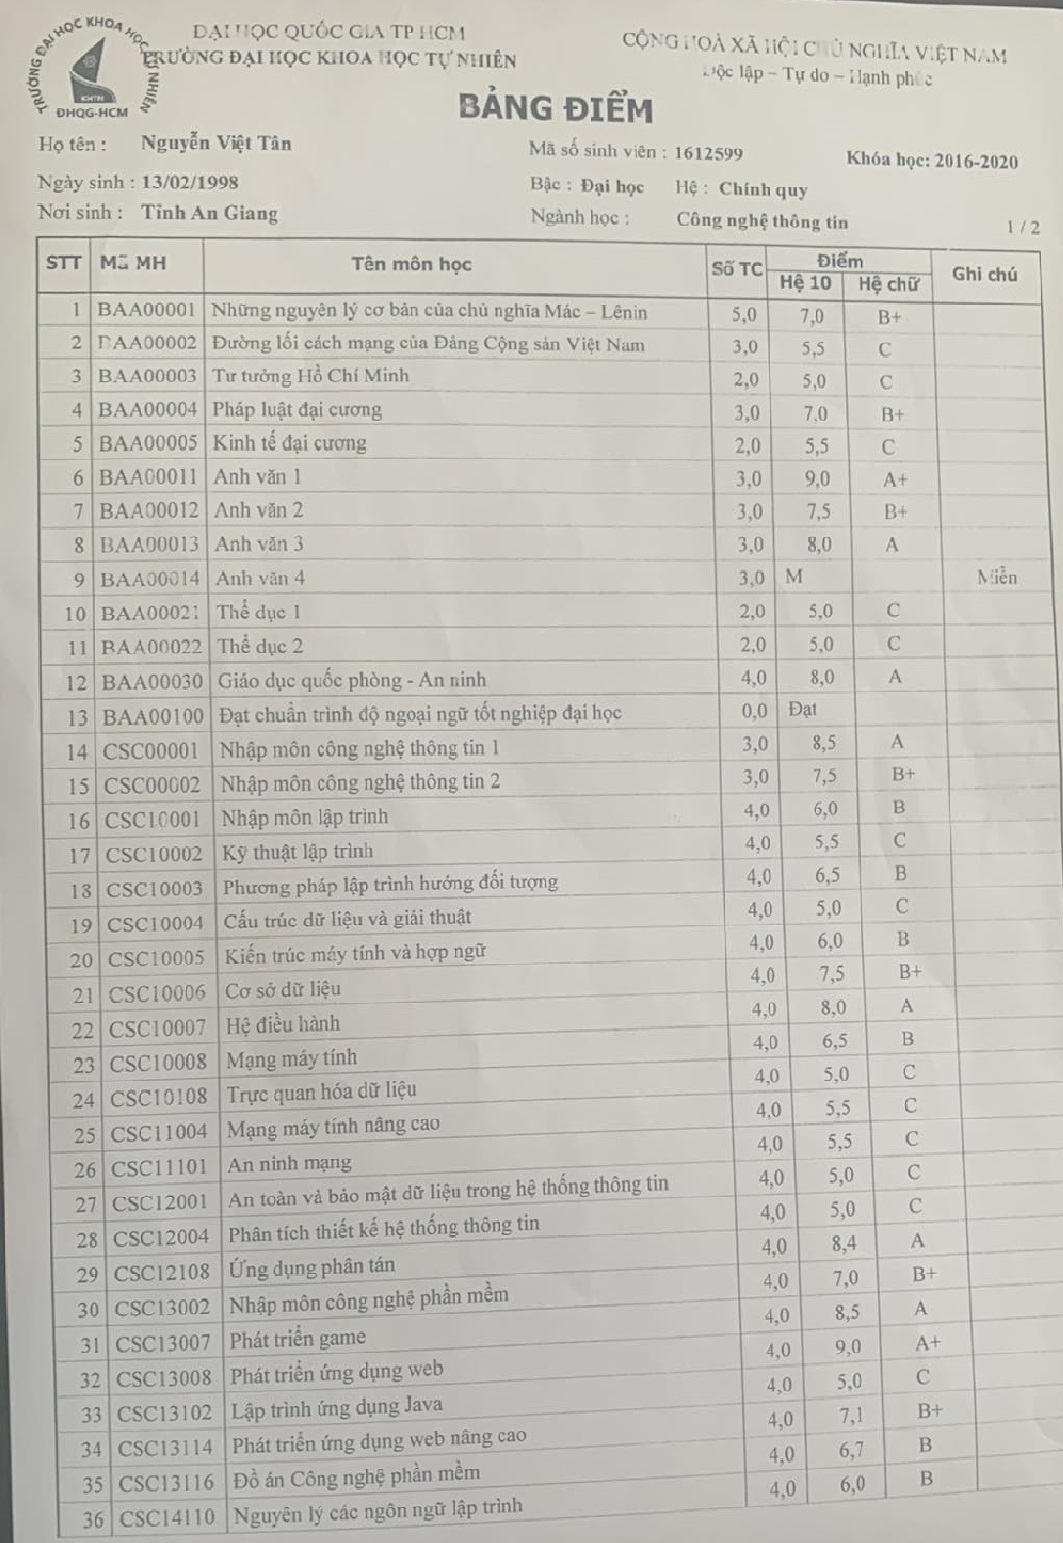 TRƯỜNG ĐẠI HỌC KHOA HỌC TỰ NHIÊN
KHTN
ĐHQG-HCM
ĐẠI HỌC QUỐC GIA TP HCM
TRƯỜNG ĐẠI HỌC KHOA HỌC TỰ NHIÊN
CỘNG HOÀ XÃ HỘI CHỦ NGHĨA VIỆT NAM
Độc lập – Tự do – Hạnh phúc
BẢNG ĐIỂM
Họ tên : Nguyễn Việt Tân Mã số sinh viên : 1612599 Khóa học: 2016-2020
Ngày sinh : 13/02/1998 Bậc : Đại học Hệ : Chính quy
Nơi sinh : Tỉnh An Giang Ngành học : Công nghệ thông tin 1 / 2
STT Mã MH Tên môn học Số TC Điểm Ghi chú
Hệ 10 Hệ chữ
1 BAA00001 Những nguyên lý cơ bản của chủ nghĩa Mác – Lênin 5,0 7,0 B+
2 BAA00002 Đường lối cách mạng của Đảng Cộng sản Việt Nam 3,0 5,5 C
3 BAA00003 Tư tưởng Hồ Chí Minh 2,0 5,0 C
4 BAA00004 Pháp luật đại cương 3,0 7,0 B+
5 BAA00005 Kinh tế đại cương 2,0 5,5 C
6 BAA00011 Anh văn 1 3,0 9,0 A+
7 BAA00012 Anh văn 2 3,0 7,5 B+
8 BAA00013 Anh văn 3 3,0 8,0 A
9 BAA00014 Anh văn 4 3,0 M Miễn
10 BAA00021 Thể dục 1 2,0 5,0 C
11 BAA00022 Thể dục 2 2,0 5,0 C
12 BAA00030 Giáo dục quốc phòng - An ninh 4,0 8,0 A
13 BAA00100 Đạt chuẩn trình độ ngoại ngữ tốt nghiệp đại học 0,0 Đạt
14 CSC00001 Nhập môn công nghệ thông tin 1 3,0 8,5 A
15 CSC00002 Nhập môn công nghệ thông tin 2 3,0 7,5 B+
16 CSC10001 Nhập môn lập trình 4,0 6,0 B
17 CSC10002 Kỹ thuật lập trình 4,0 5,5 C
18 CSC10003 Phương pháp lập trình hướng đối tượng 4,0 6,5 B
19 CSC10004 Cấu trúc dữ liệu và giải thuật 4,0 5,0 C
20 CSC10005 Kiến trúc máy tính và hợp ngữ 4,0 6,0 B
21 CSC10006 Cơ sở dữ liệu 4,0 7,5 B+
22 CSC10007 Hệ điều hành 4,0 8,0 A
23 CSC10008 Mạng máy tính 4,0 6,5 B
24 CSC10108 Trực quan hóa dữ liệu 4,0 5,0 C
25 CSC11004 Mạng máy tính nâng cao 4,0 5,5 C
26 CSC11101 An ninh mạng 4,0 5,5 C
27 CSC12001 An toàn và bảo mật dữ liệu trong hệ thống thông tin 4,0 5,0 C
28 CSC12004 Phân tích thiết kế hệ thống thông tin 4,0 5,0 C
29 CSC12108 Ứng dụng phân tán 4,0 8,4 A
30 CSC13002 Nhập môn công nghệ phần mềm 4,0 7,0 B+
31 CSC13007 Phát triển game 4,0 8,5 A
32 CSC13008 Phát triển ứng dụng web 4,0 9,0 A+
33 CSC13102 Lập trình ứng dụng Java 4,0 5,0 C
34 CSC13114 Phát triển ứng dụng web nâng cao 4,0 7,1 B+
35 CSC13116 Đồ án Công nghệ phần mềm 4,0 6,7 B
36 CSC14110 Nguyên lý các ngôn ngữ lập trình 4,0 6,0 B